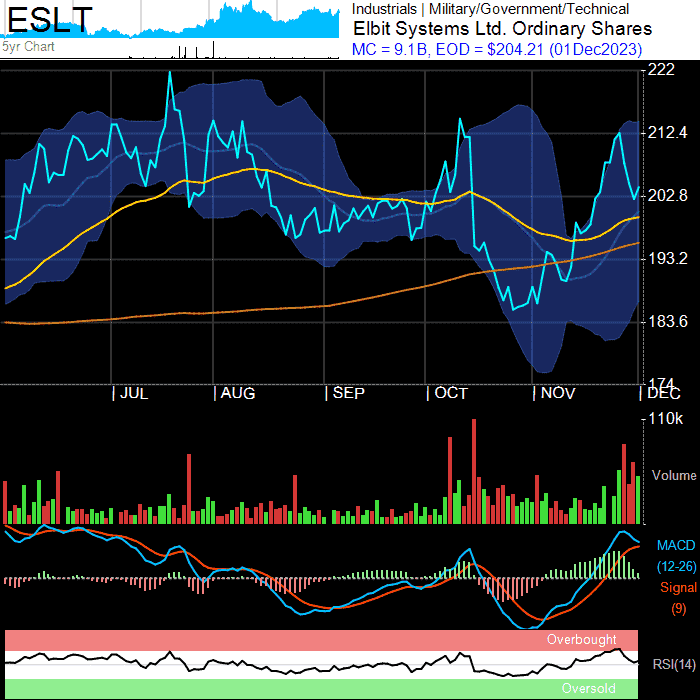 ESLT
5yr Chart
Industrials | Military/Government/Technical
Elbit Systems Ltd. Ordinary Shares
MC = 9.1B, EOD = $204.21 (01Dec2023)
222
212.4
202.8
193.2
183.6
174
| JUL | AUG | SEP | OCT | NOV | DEC
110k
Volume
MACD
(12-26)
Signal
(9)
Overbought
RSI(14)
Oversold